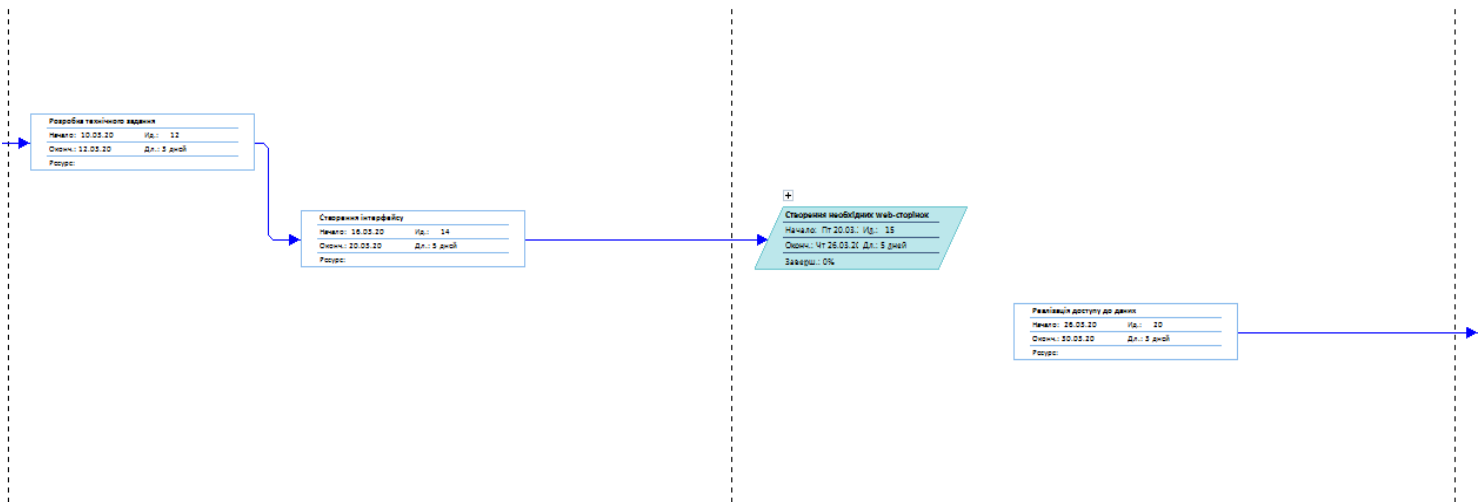 Розробка технічного задання
Начало: 10.03.20 Ид.: 12
Оконч.: 12.03.20 Дл.: 3 дней
Ресурс:
Створення інтерфейсу
Начало: 16.03.20 Ид.: 14
Оконч.: 20.03.20 Дл.: 5 дней
Ресурс:
Створення необхідних web-сторінок
Начало: Пт 20.03.: Ид.: 15
Оконч.: Чт 26.03.2( Дл.: 5 дней
Заверш.: 0%
Реалізація доступу до даних
Начало: 26.03.20 Ид.: 20
Оконч.: 30.03.20 Дл.: 3 дней
Ресурс: